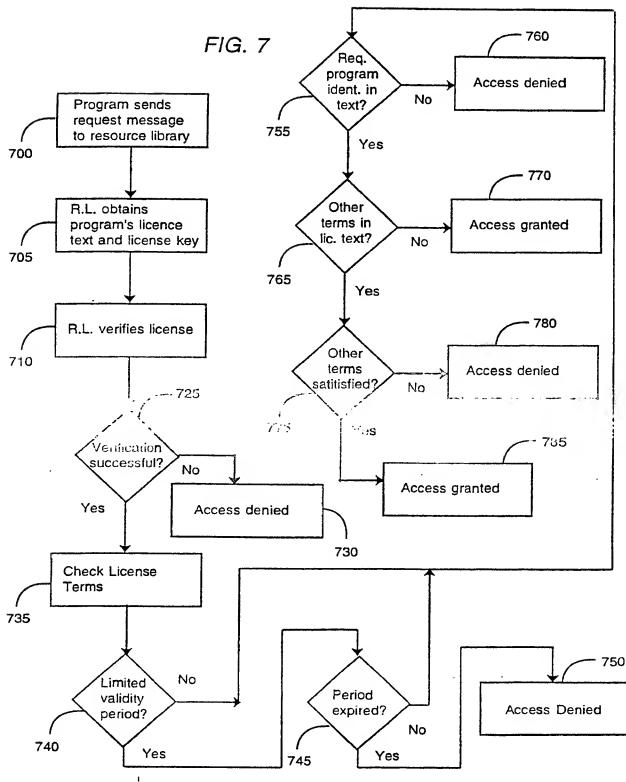 FIG. 7
Program sends
request message
to resource library
700
R.L. obtains
program's licence
text and license key
705
R.L. verifies license
710
725
Verification
successful?
No
Yes
Access denied
730
Check License
Terms
735
Limited
validity
period?
No
740
Yes
Period
expired?
No
745
Yes
750
Access Denied
Req.
program
ident. in
text?
No
755
Yes
760
Access denied
Other
terms in
lic. text?
No
765
Yes
770
Access granted
Other
terms
satitisfied?
No
775
Yes
780
Access denied
785
Access granted